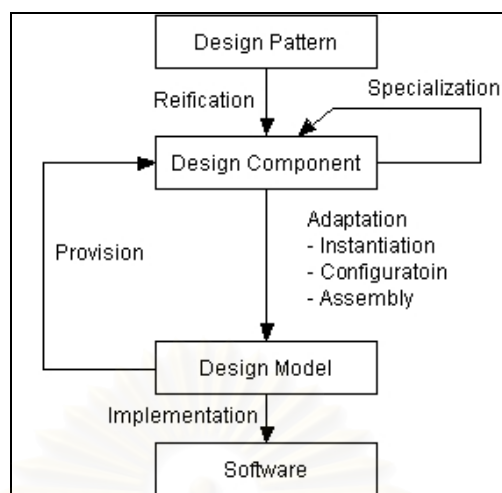 Design Pattern
Specialization
Reification
Design Component
Adaptation
- Instantiation
- Configuratoin
- Assembly
Provision
Design Model
Implementation
Software